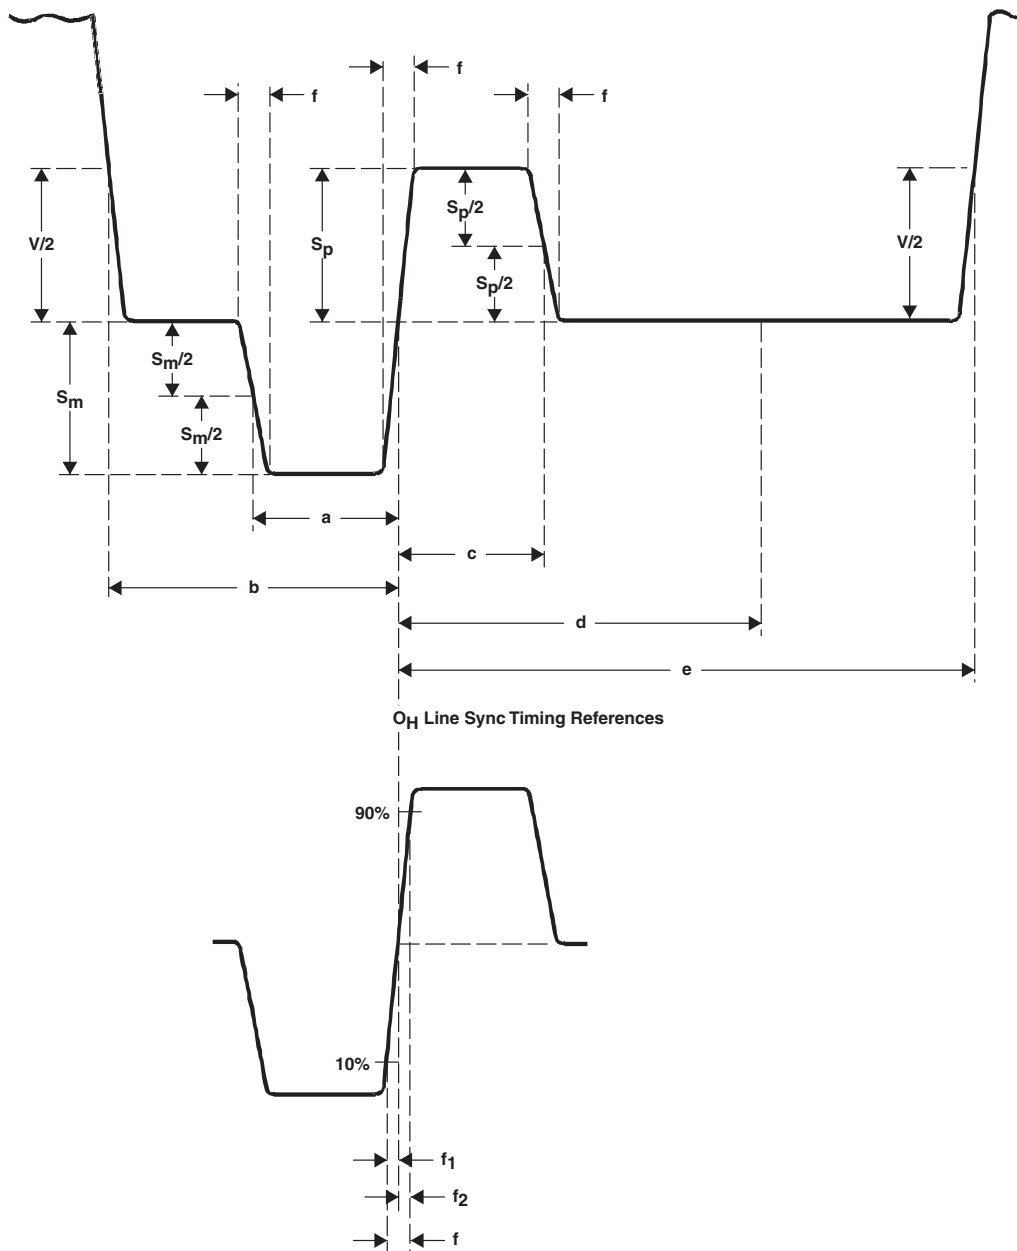 f
f
f
V/2
Sp
Sp/2
Sp/2
V/2
Sm
Sm/2
Sm/2
a
c
b
d
e
OH Line Sync Timing References
90%
10%
f1
f2
f